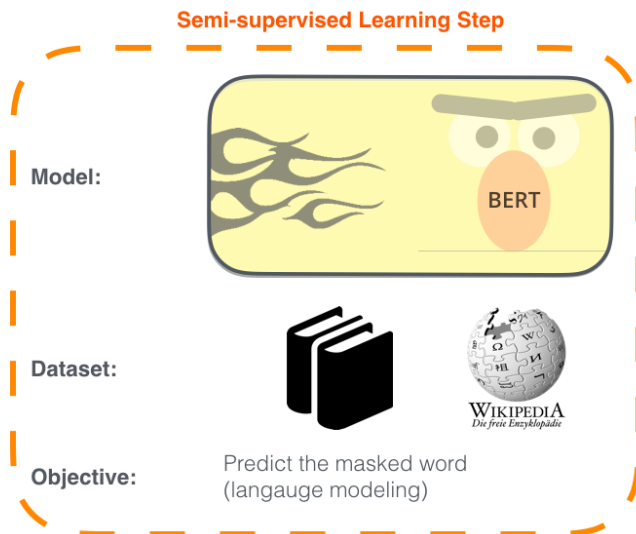 Semi-supervised Learning Step
Model:
BERT
Dataset:
WIKIPEDIA
Die freie Enzyklopädie
Objective:
Predict the masked word
(langauge modeling)